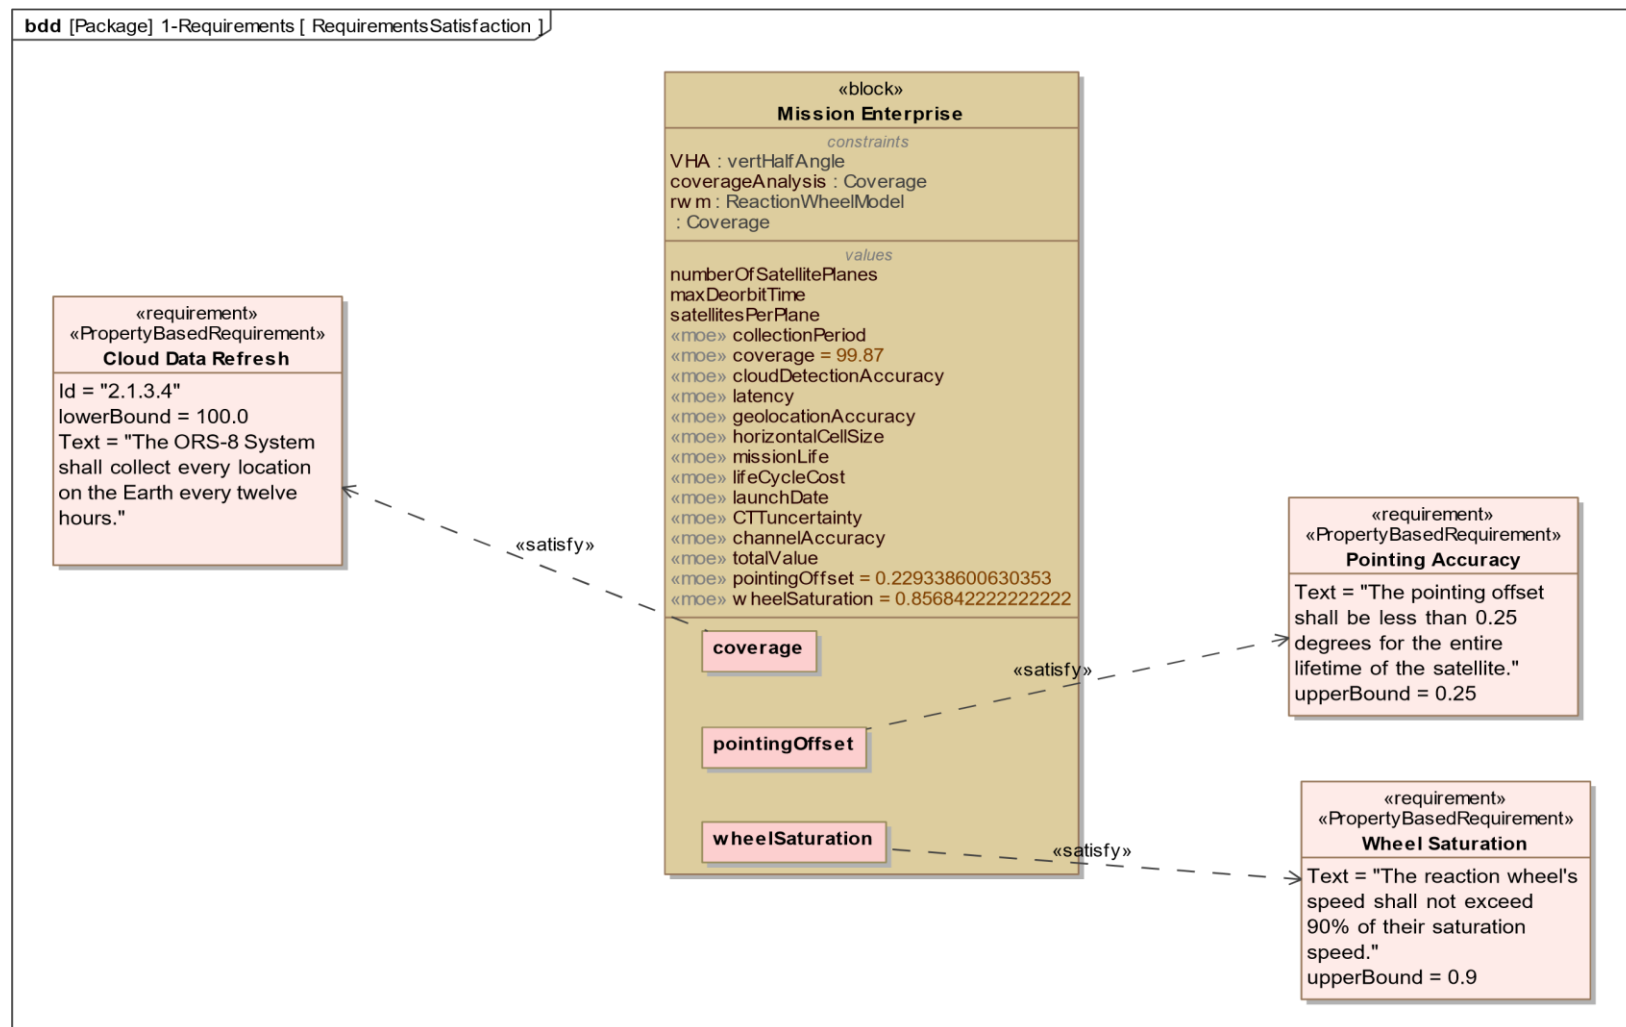 bdd [Package] 1-Requirements [ RequirementsSatisfaction ]
«block»
Mission Enterprise
constraints
VHA : vertHalfAngle
coverageAnalysis : Coverage
rwm : ReactionWheelModel
: Coverage
values
numberOfSatellitePlanes
maxDeorbitTime
satellitesPerPlane
«moe» collectionPeriod
«moe» coverage = 99.87
«moe» cloudDetectionAccuracy
«moe» latency
«moe» geolocationAccuracy
«moe» horizontalCellSize
«moe» missionLife
«moe» lifeCycleCost
«moe» launchDate
«moe» CTTuncertainty
«moe» channelAccuracy
«moe» totalValue
«moe» pointingOffset = 0.229338600630353
«moe» wheelSaturation = 0.856842222222222
coverage
pointingOffset
wheelSaturation
«requirement»
«PropertyBasedRequirement»
Cloud Data Refresh
Id = "2.1.3.4"
lowerBound = 100.0
Text = "The ORS-8 System
shall collect every location
on the Earth every twelve
hours."
«satisfy»
«satisfy»
«satisfy»
«requirement»
«PropertyBasedRequirement»
Pointing Accuracy
Text = "The pointing offset
shall be less than 0.25
degrees for the entire
lifetime of the satellite."
upperBound = 0.25
«requirement»
«PropertyBasedRequirement»
Wheel Saturation
Text = "The reaction wheel's
speed shall not exceed
90% of their saturation
speed."
upperBound = 0.9